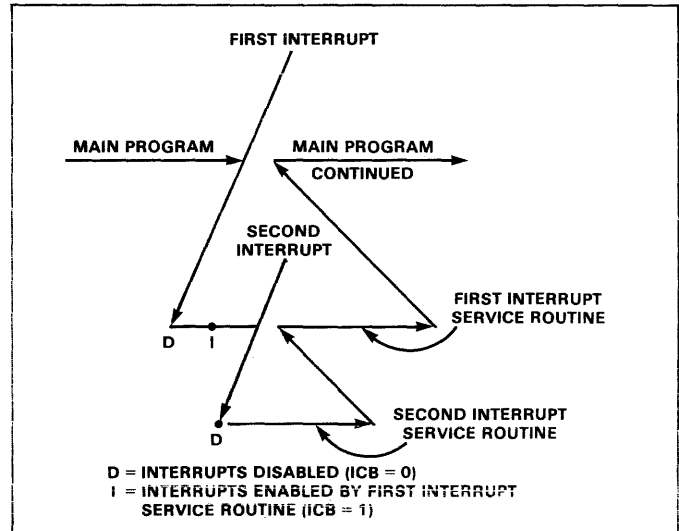 FIRST INTERRUPT
MAIN PROGRAM
MAIN PROGRAM
CONTINUED
SECOND
INTERRUPT
FIRST INTERRUPT
SERVICE ROUTINE
D
I
SECOND INTERRUPT
SERVICE ROUTINE
D
D = INTERRUPTS DISABLED (ICB = 0)
I = INTERRUPTS ENABLED BY FIRST INTERRUPT
SERVICE ROUTINE (ICB = 1)